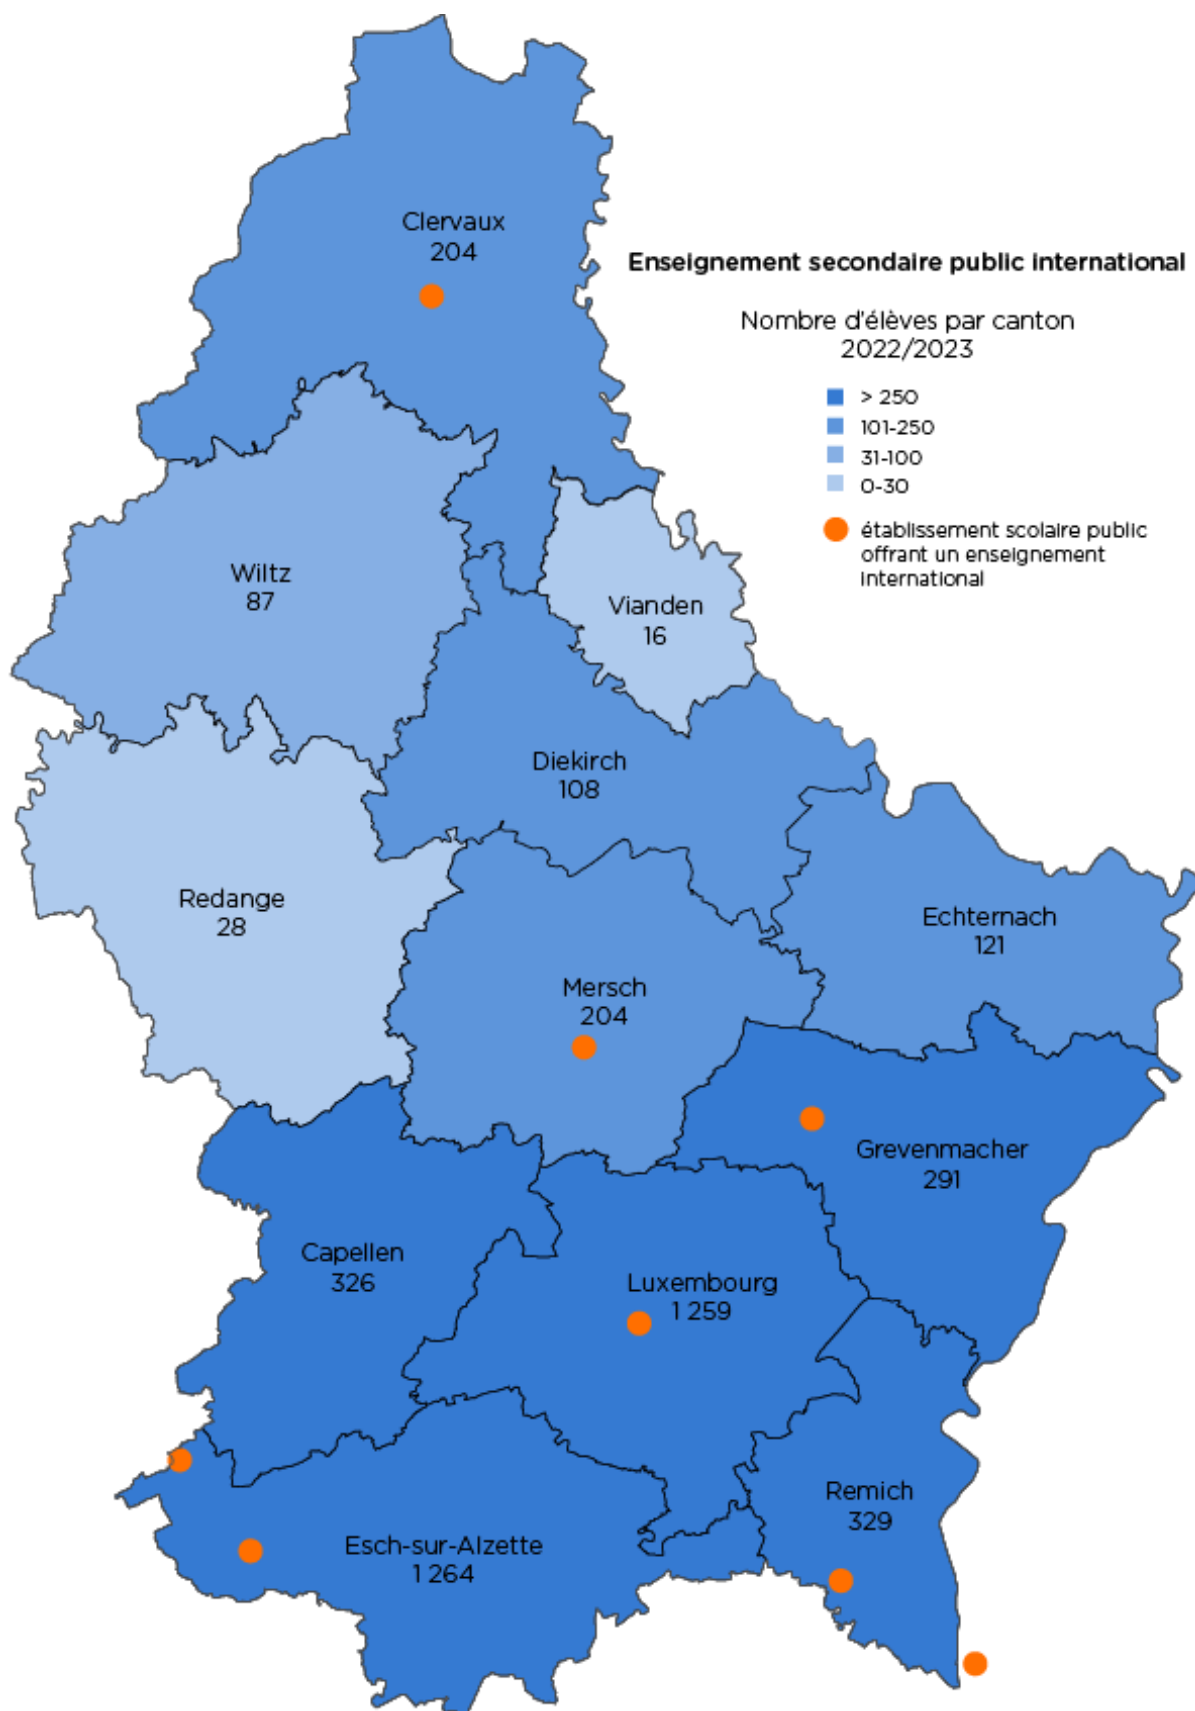 Clervaux
204
Enseignement secondaire public international
Nombre d'élèves par canton
2022/2023
> 250
101-250
31-100
0-30
établissement scolaire public
offrant un enseignement
international
Wiltz
87
Vianden
16
Diekirch
108
Redange
28
Echternach
121
Mersch
204
Grevenmacher
291
Capellen
326
Luxembourg
1 259
Remich
329
Esch-sur-Alzette
1 264